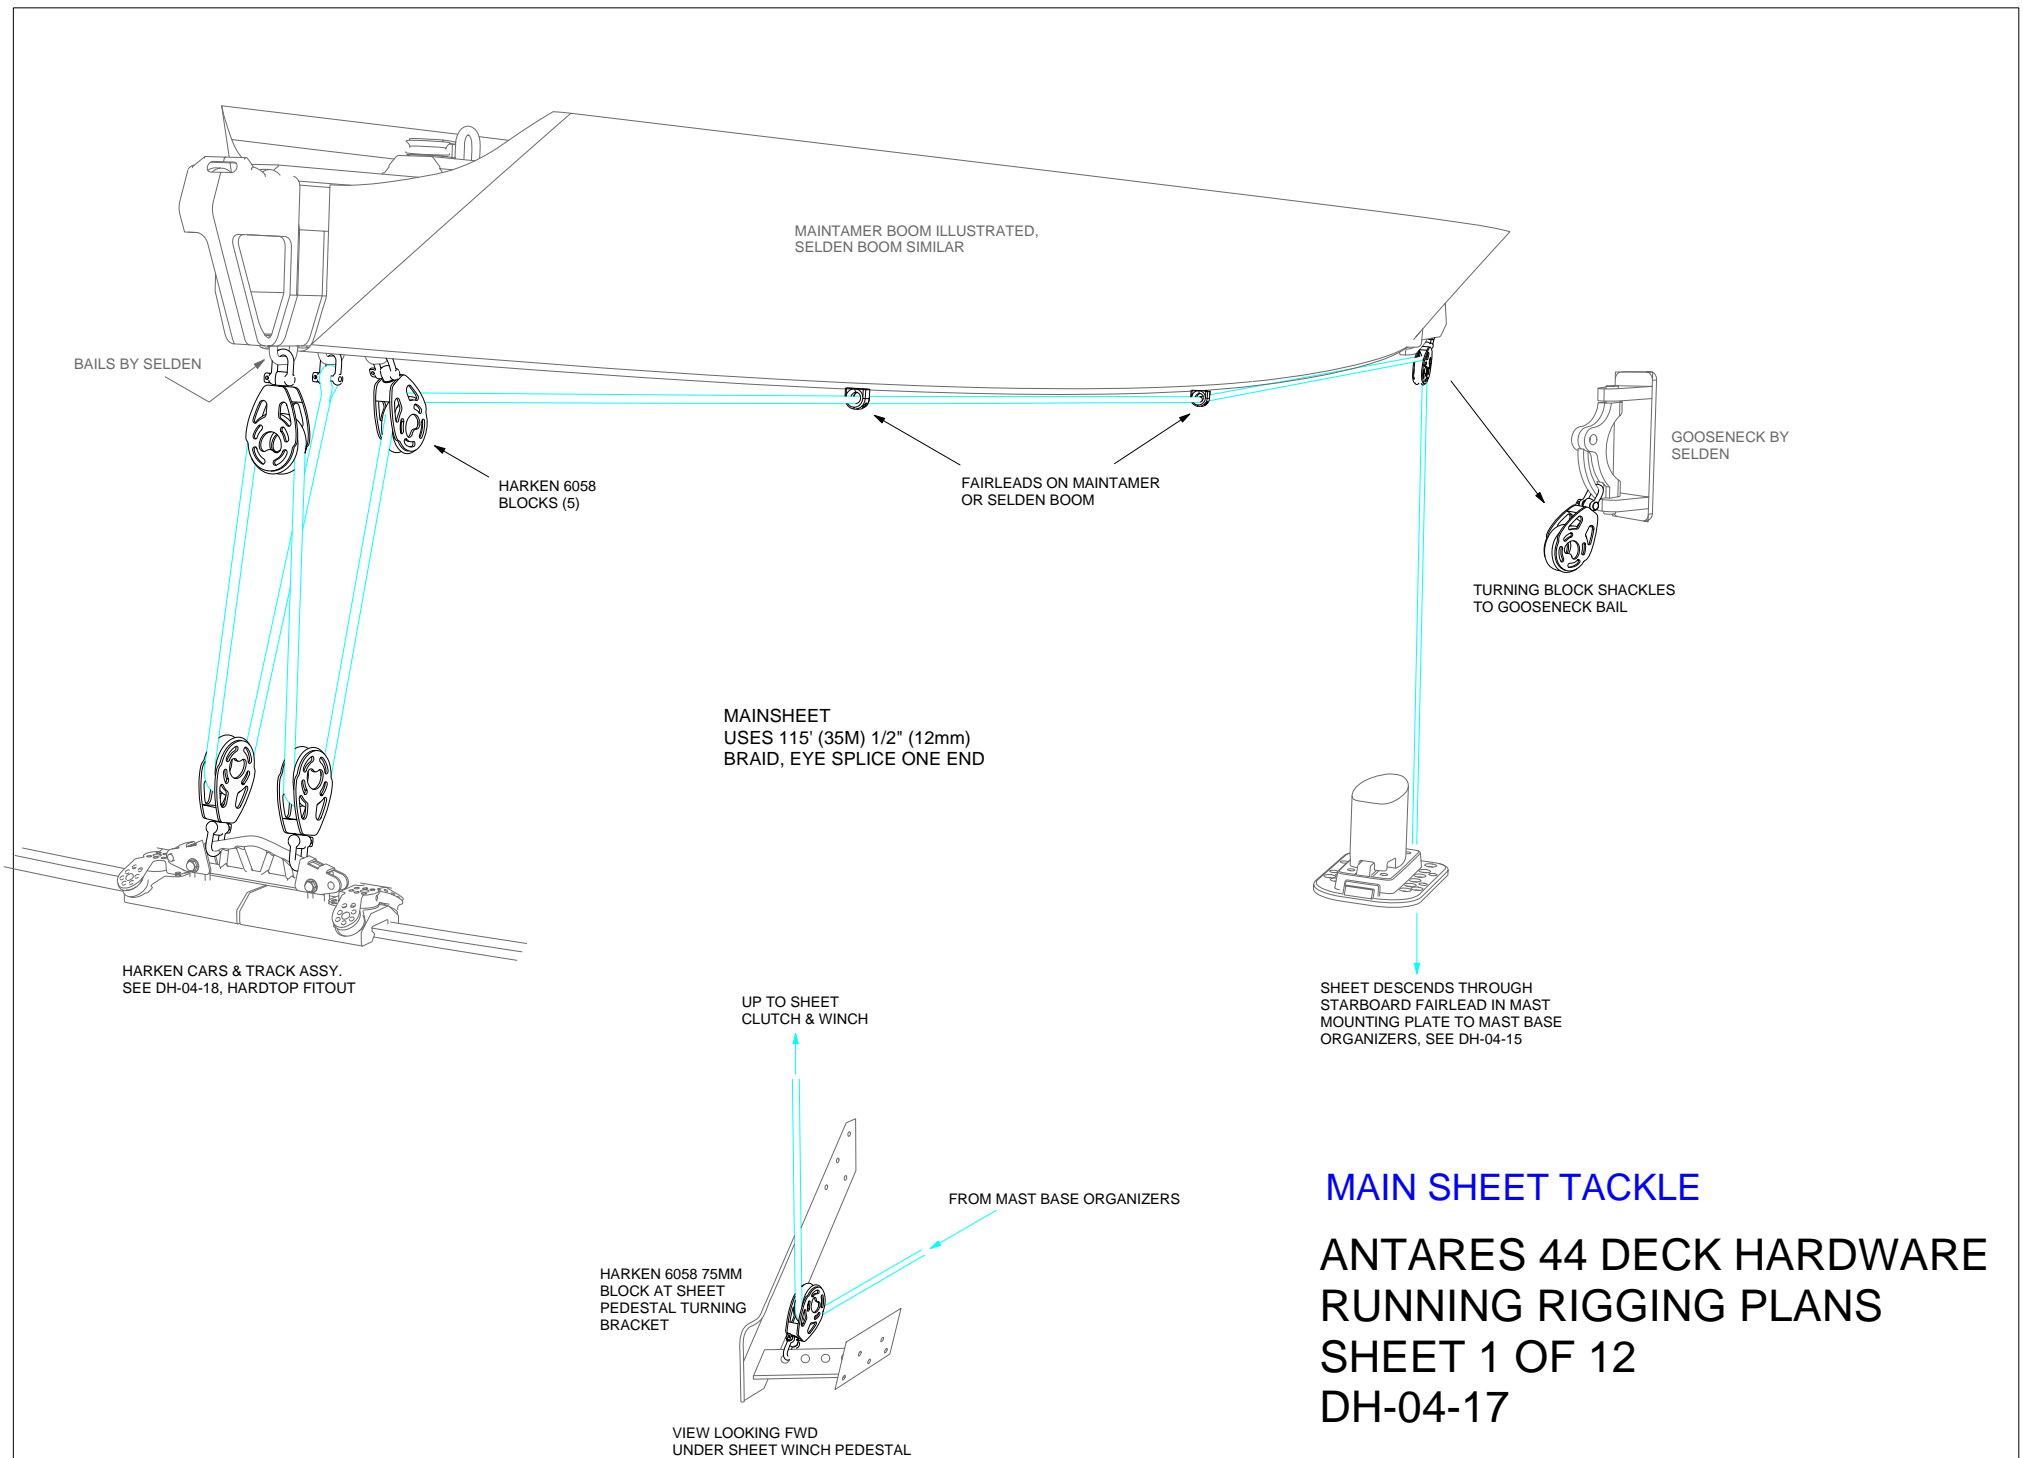 MAINTAMER BOOM ILLUSTRATED,
SELDEN BOOM SIMILAR
BAILS BY SELDEN
GOOSENECK BY
SELDEN
HARKEN 6058
BLOCKS (5)
FAIRLEADS ON MAINTAMER
OR SELDEN BOOM
TURNING BLOCK SHACKLES
TO GOOSENECK BAIL
MAINSHEET
USES 115' (35M) 1/2" (12mm)
BRAID, EYE SPLICE ONE END
HARKEN CARS & TRACK ASSY.
SEE DH-04-18, HARDTOP FITOUT
SHEET DESCENDS THROUGH
STARBOARD FAIRLEAD IN MAST
MOUNTING PLATE TO MAST BASE
ORGANIZERS, SEE DH-04-15
UP TO SHEET
CLUTCH & WINCH
FROM MAST BASE ORGANIZERS
HARKEN 6058 75MM
BLOCK AT SHEET
PEDESTAL TURNING
BRACKET
VIEW LOOKING FWD
UNDER SHEET WINCH PEDESTAL
MAIN SHEET TACKLE
ANTARES 44 DECK HARDWARE
RUNNING RIGGING PLANS
SHEET 1 OF 12
DH-04-17